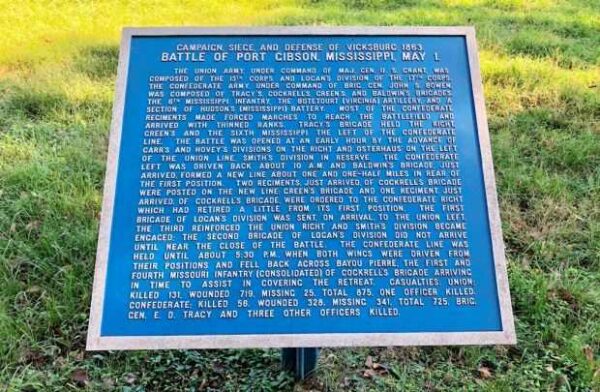 CAMPAIGN, SIEGE, AND DEFENSE OF VICKSBURG, 1863.
BATTLE OF PORT GIBSON, MISSISSIPPI, MAY 1.
THE UNION ARMY UNDER COMMAND OF MAJ. GEN. U. S. GRANT, WAS
COMPOSED OF THE 13TH CORPS AND LOGAN'S DIVISION OF THE 17TH CORPS.
THE CONFEDERATE ARMY, UNDER COMMAND OF BRIG. GEN. JOHN S. BOWEN,
WAS COMPOSED OF TRACY'S, COCKRELL'S, GREEN'S, AND BALDWIN'S BRIGADES,
THE 6TH MISSISSIPPI INFANTRY, THE BOTETOURT (VIRGINIA) ARTILLERY, AND A
SECTION OF HUDSON'S (MISSISSIPPI) BATTERY. MOST OF THE CONFEDERATE
REGIMENTS MADE FORCED MARCHES TO REACH THE BATTLEFIELD AND
ARRIVED WITH THINNED RANKS. TRACY'S BRIGADE HELD THE RIGHT,
GREEN'S AND THE SIXTH MISSISSIPPI THE LEFT OF THE CONFEDERATE
LINE. THE BATTLE WAS OPENED AT AN EARLY HOUR BY THE ADVANCE OF
CARR'S AND HOVEY'S DIVISIONS ON THE RIGHT AND OSTERHAUS ON THE LEFT
OF THE UNION LINE, SMITH'S DIVISION IN RESERVE. THE CONFEDERATE
LEFT WAS DRIVEN BACK ABOUT 10 A.M. AND BALDWIN'S BRIGADE, JUST
ARRIVED, FORMED A NEW LINE ABOUT ONE AND ONE-HALF MILES IN REAR OF
THE FIRST POSITION. TWO REGIMENTS, JUST ARRIVED, OF COCKRELL'S BRIGADE
WERE POSTED ON THE NEW LINE. GREEN'S BRIGADE AND ONE REGIMENT, JUST
ARRIVED, OF COCKRELL'S BRIGADE, WERE ORDERED TO THE CONFEDERATE RIGHT
WHICH HAD RETIRED A LITTLE FROM ITS FIRST POSITION. THE FIRST
BRIGADE OF LOGAN'S DIVISION WAS SENT, ON ARRIVAL, TO THE UNION LEFT,
THE THIRD REINFORCED THE UNION RIGHT AND SMITH'S DIVISION BECAME
ENGAGED. THE SECOND BRIGADE OF LOGAN'S DIVISION DID NOT ARRIVE
UNTIL NEAR THE CLOSE OF THE BATTLE. THE CONFEDERATE LINE WAS
HELD UNTIL ABOUT 5:30 P.M. WHEN BOTH WINGS WERE DRIVEN FROM
THEIR POSITIONS AND FELL BACK ACROSS BAYOU PIERRE, THE FIRST AND
FOURTH MISSOURI INFANTRY (CONSOLIDATED) OF COCKRELL'S BRIGADE ARRIVING
IN TIME TO ASSIST IN COVERING THE RETREAT. CASUALTIES: UNION:
KILLED 131, WOUNDED 719, MISSING 25, TOTAL 875, ONE OFFICER KILLED.
CONFEDERATE: KILLED 56, WOUNDED 328, MISSING 341, TOTAL 725, BRIG.
GEN. E. D. TRACY AND THREE OTHER OFFICERS KILLED.